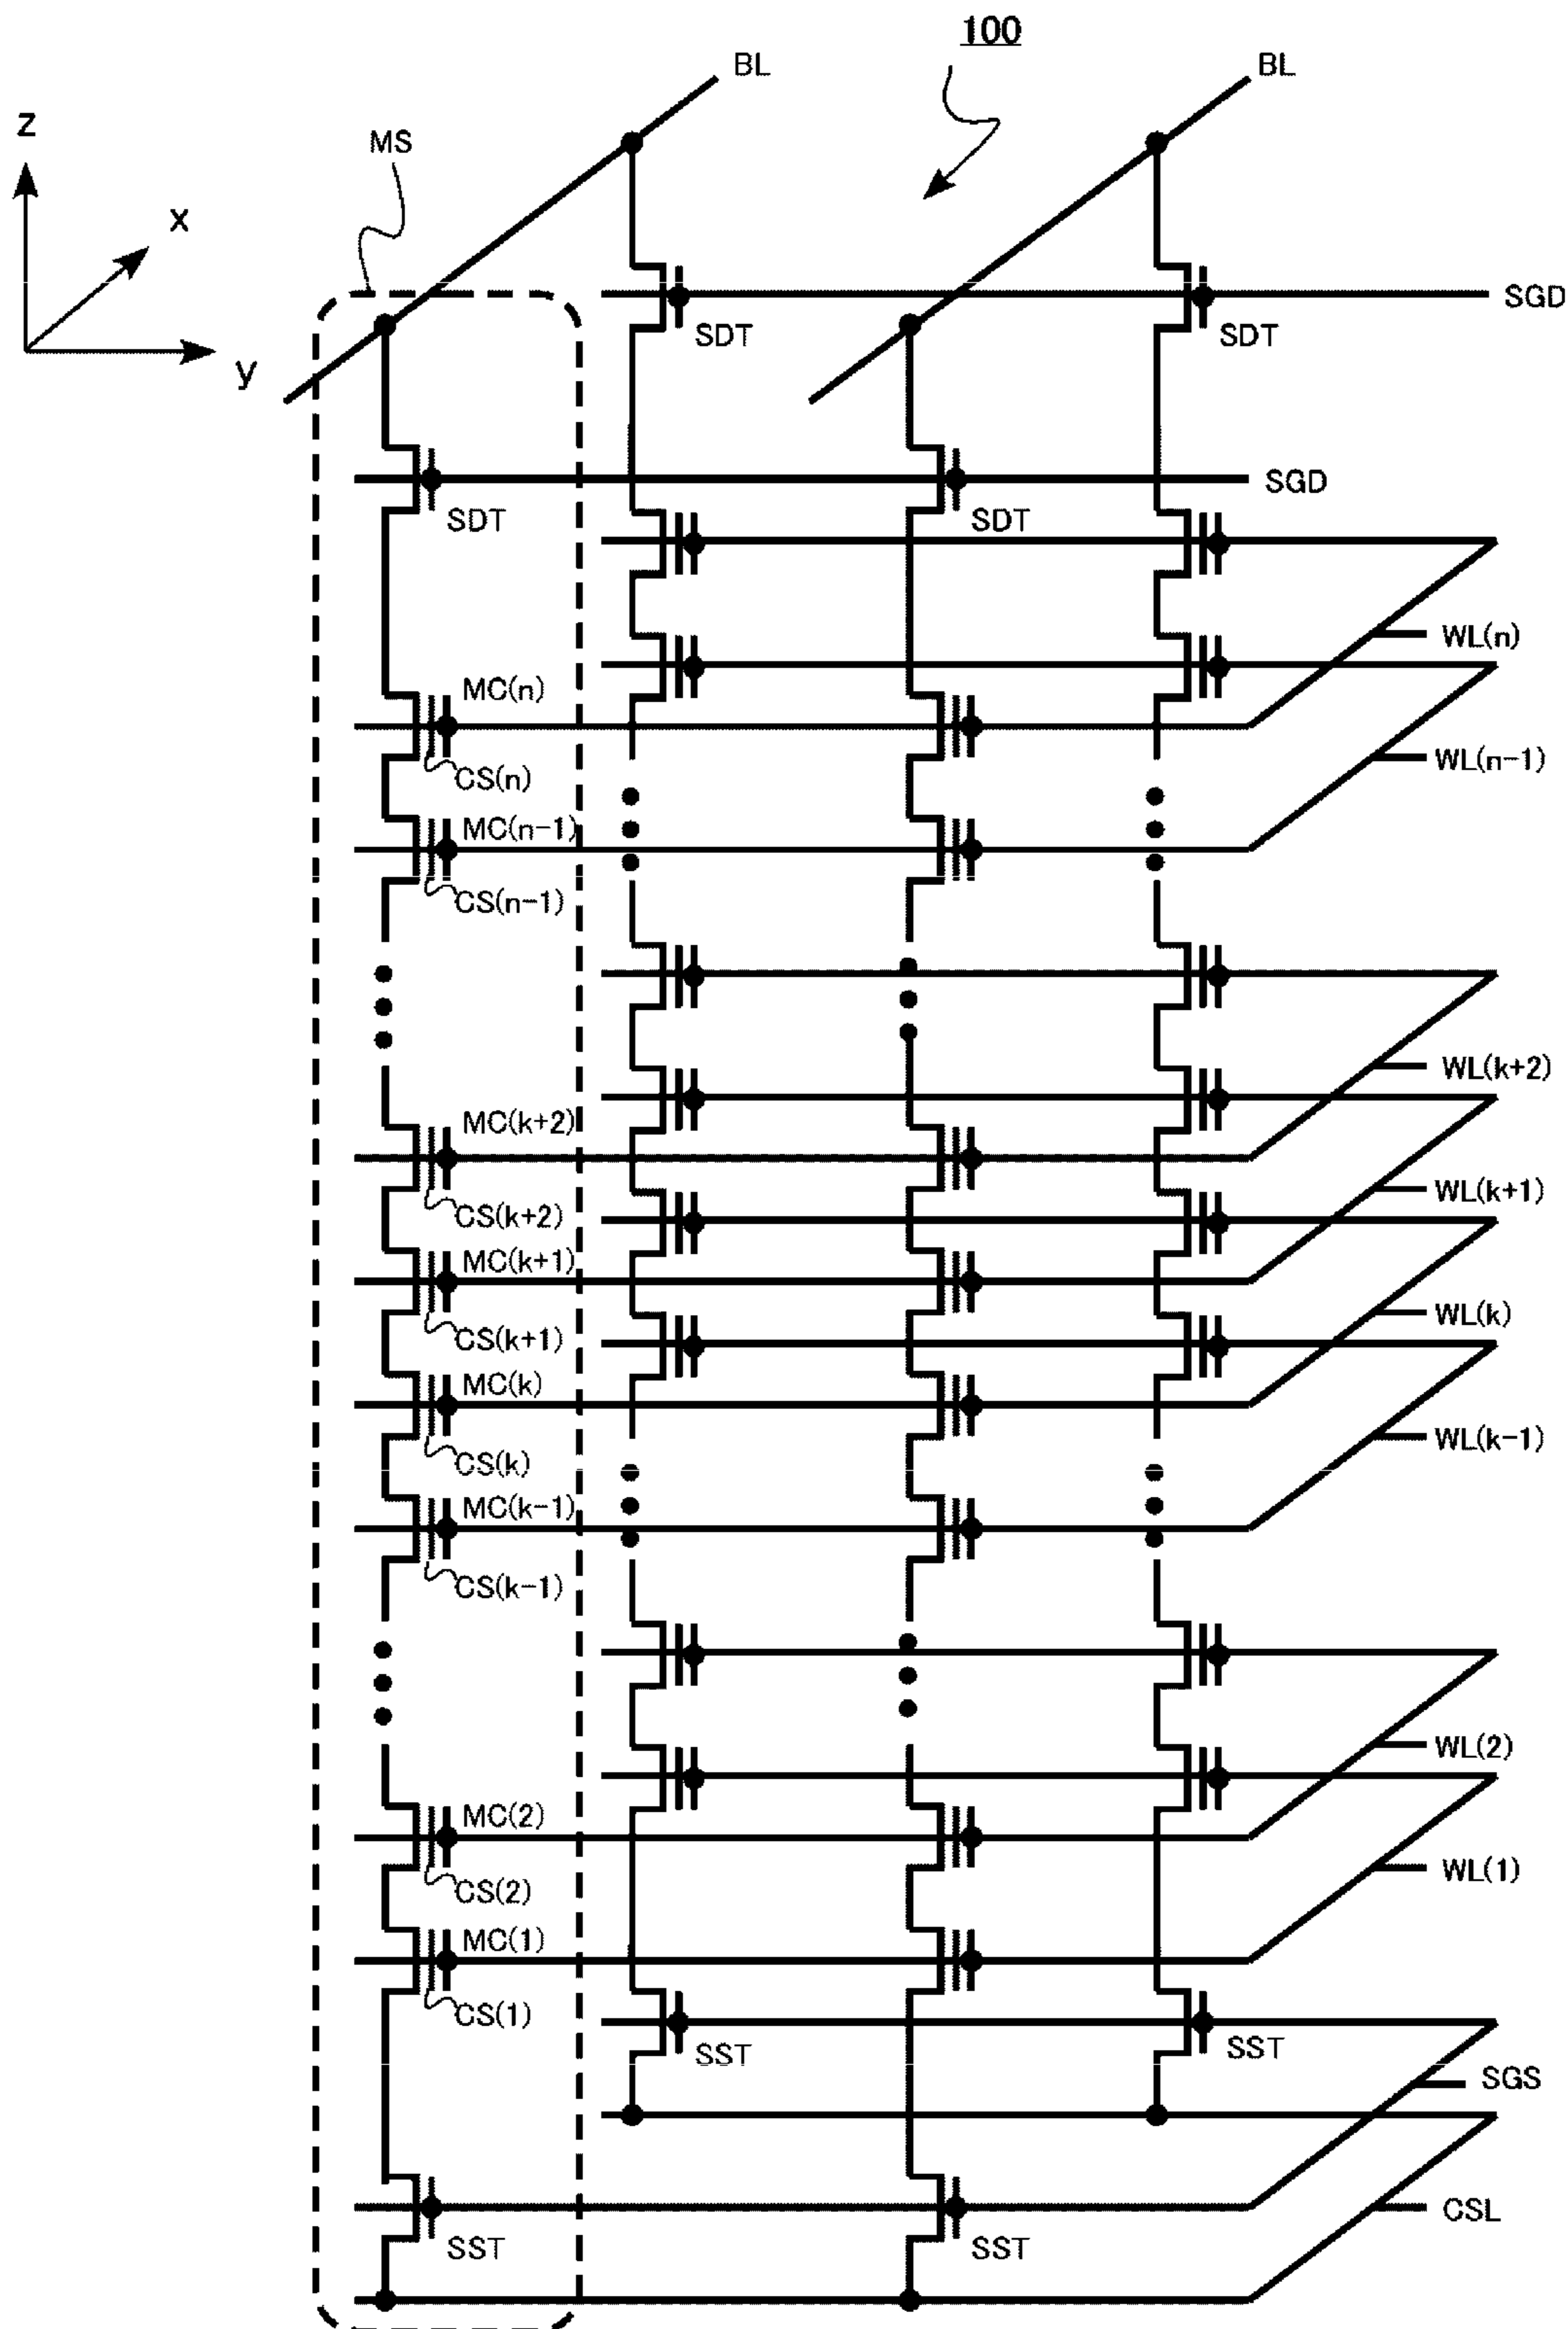 100
BL
BL
z
MS
x
SGD
SDT
SDT
y
SGD
SDT
SDT
WL(n)
MC(n)
WL(n-1)
CS(n)
MC(n-1)
CS(n-1)
WL(k+2)
MC(k+2)
WL(k+1)
CS(k+2)
MC(k+1)
WL(k)
CS(k+1)
MC(k)
WL(k-1)
CS(k)
MC(k-1)
CS(k-1)
WL(2)
MC(2)
WL(1)
CS(2)
MC(1)
CS(1)
SST
SST
SGS
CSL
SST
SST